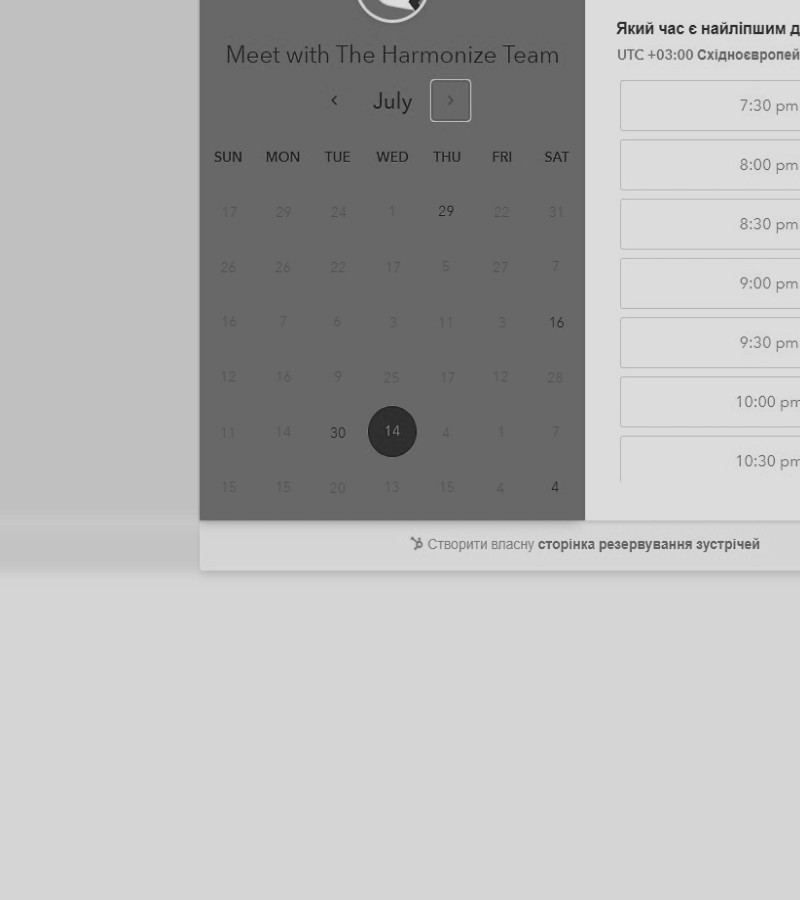 Meet with The Harmonize Team
July
SUN MON TUE WED THU FRI SAT
17 29 24 1 29 22 31
26 26 22 17 5 27 7
16 7 6 3 11 3 16
12 16 9 25 17 12 28
11 14 30 14 4 1 7
15 15 20 13 15 4 4
Який час є найліпшим
UTC +03:00
7:30 pm
8:00 pm
8:30 pm
9:00 pm
9:30 pm
10:00 pm
10:30 pm
Створити власну сторінка резервування зустрічей